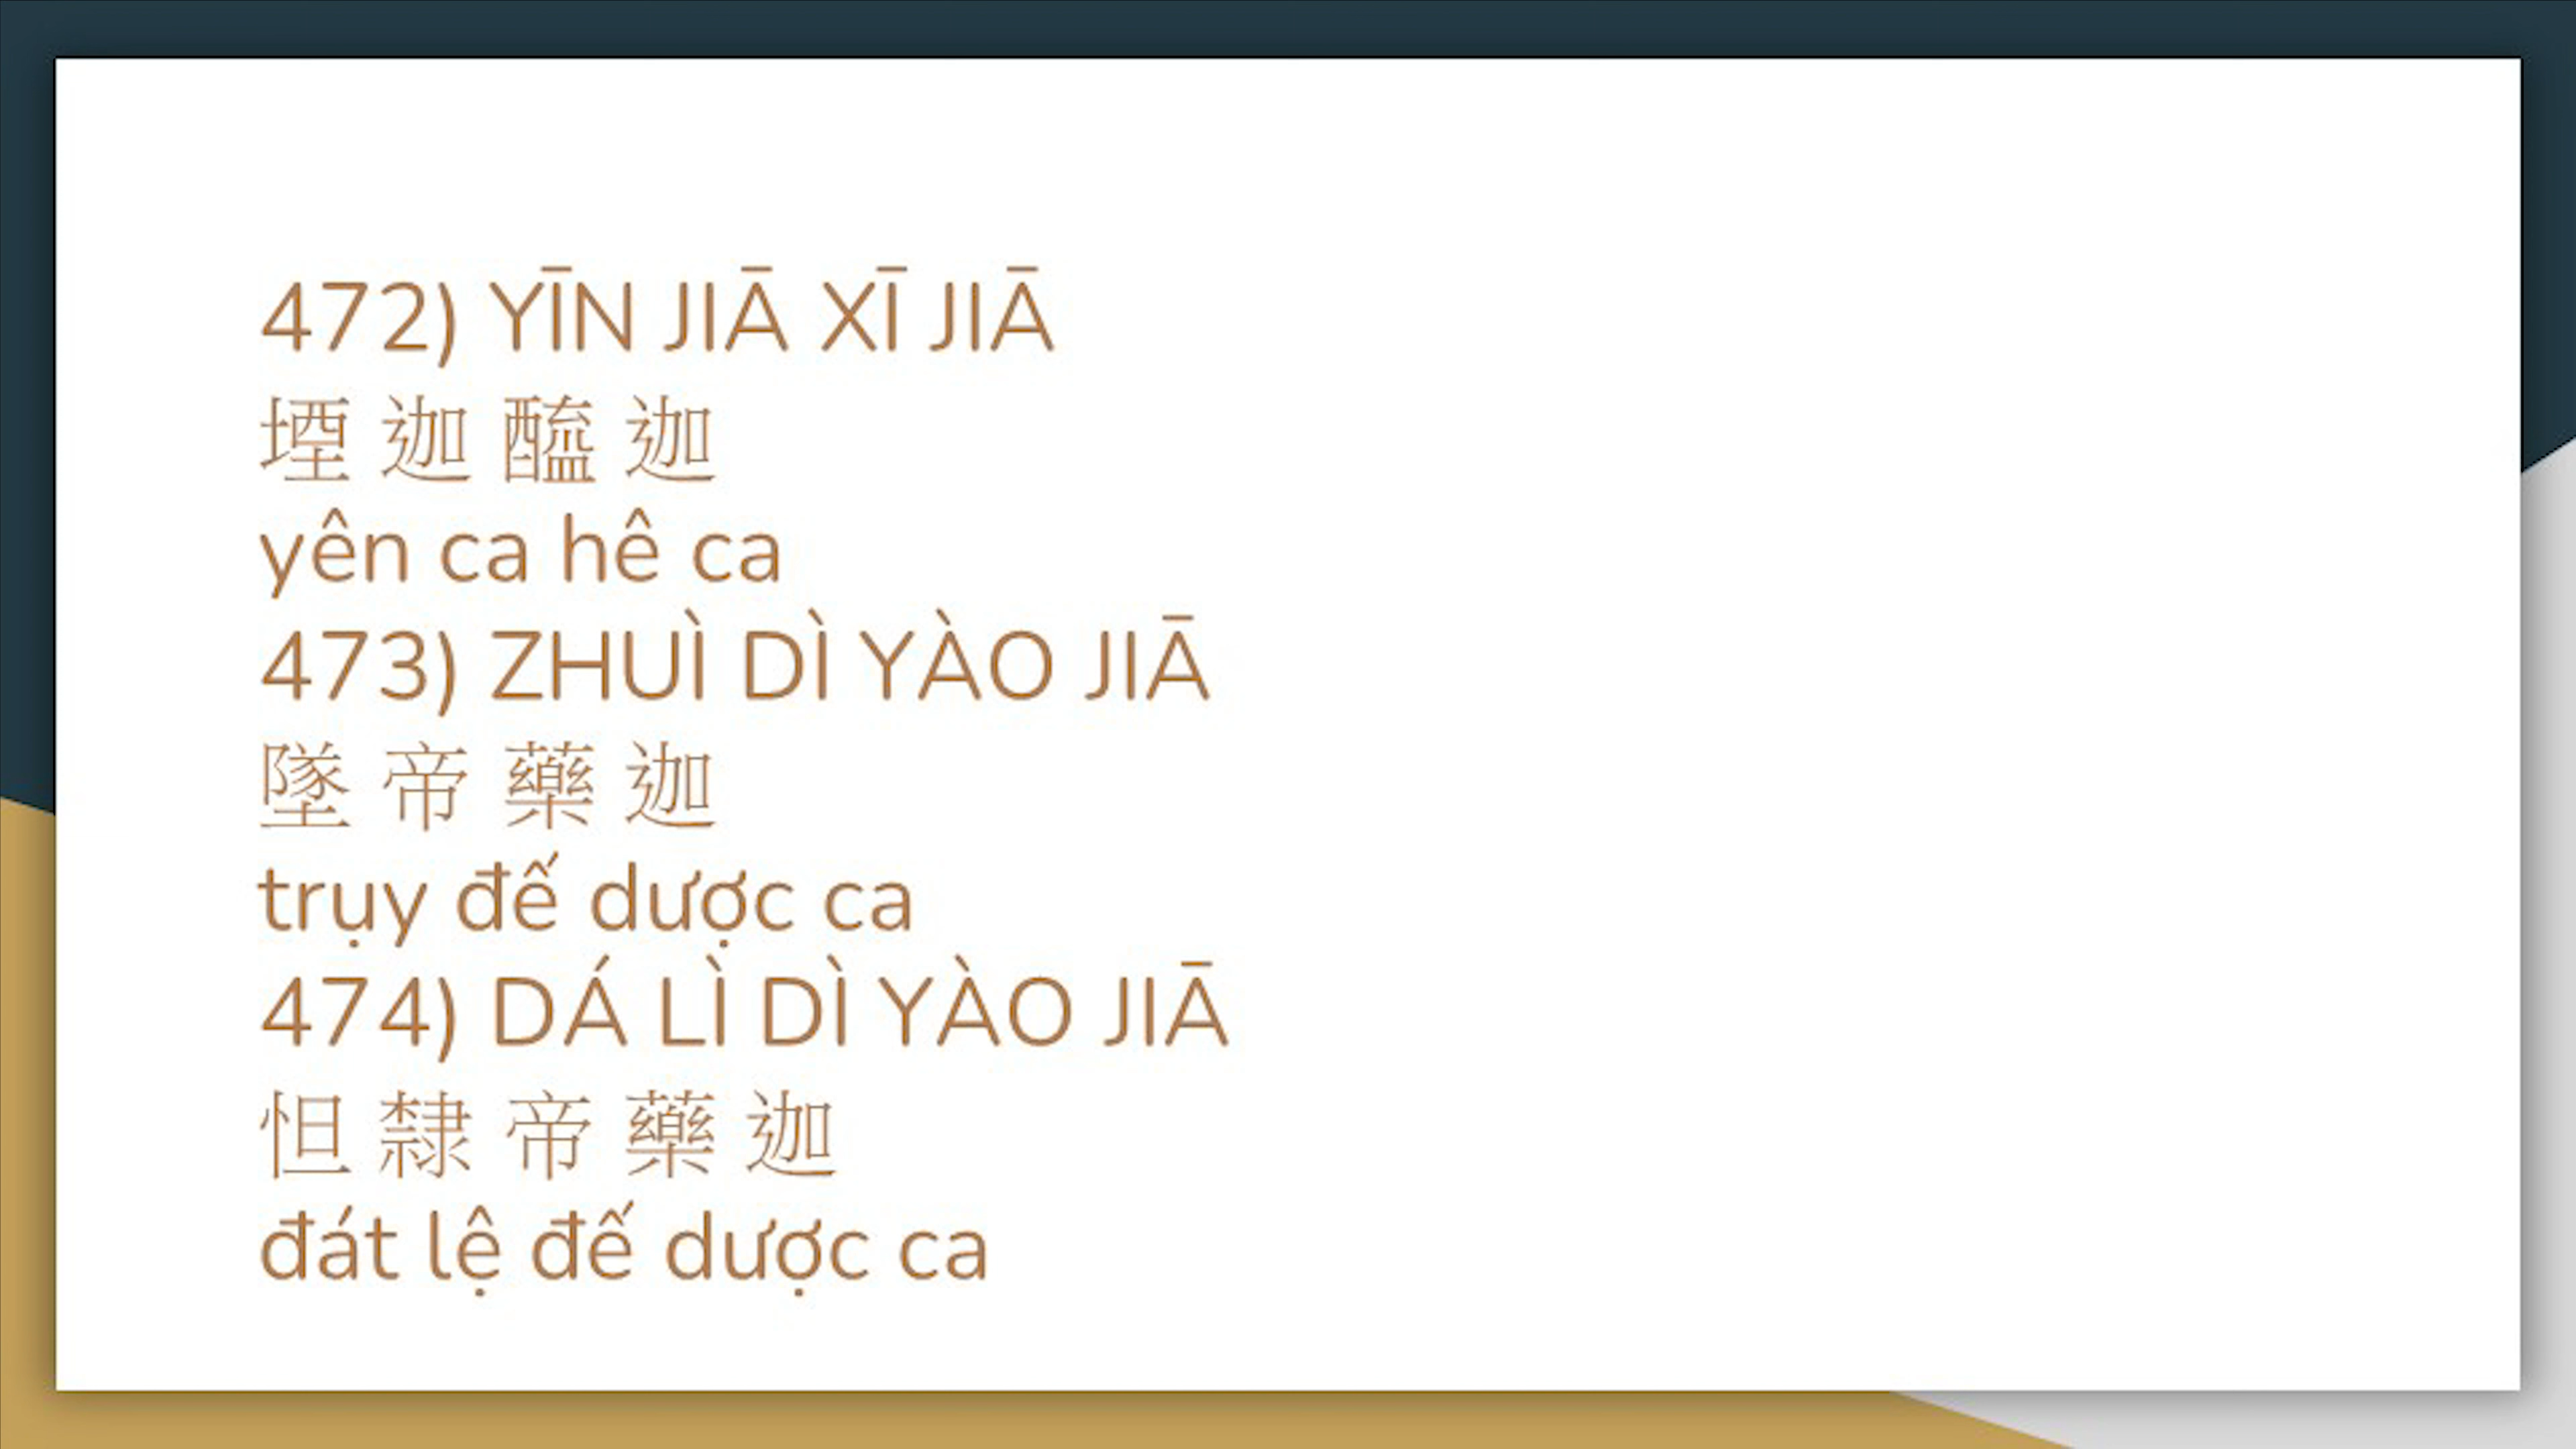 472) YĪN JIĀ XĪ JIĀ
堙 迦 醯 迦
yên ca hê ca
473) ZHUÌ DÌ YÀO JIĀ
墜 帝 藥 迦
trụy đế dược ca
474) DÁ LÌ DÌ YÀO JIĀ
怛 隸 帝 藥 迦
đát lệ đế dược ca